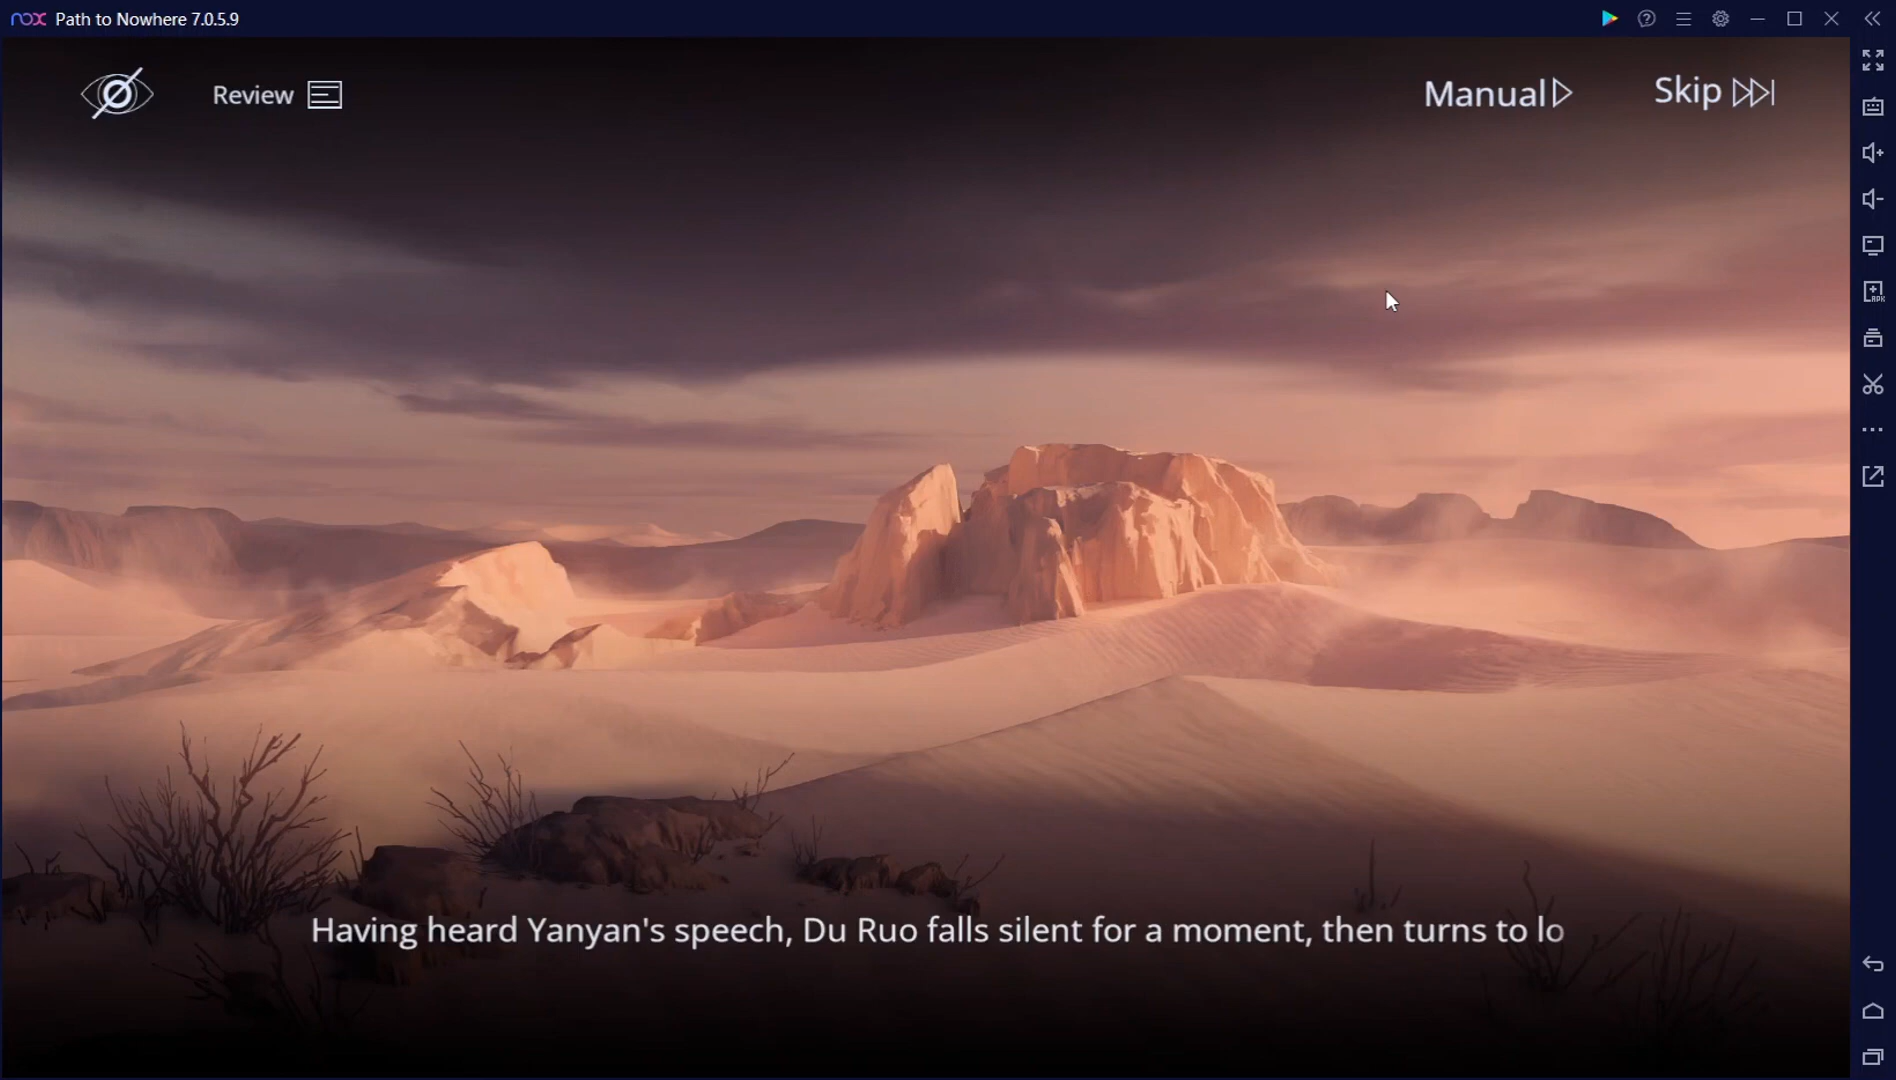 nox Path to Nowhere 7.0.5.9
Review
Manual
Skip
Having heard Yanyan's speech, Du Ruo falls silent for a moment, then turns to lo